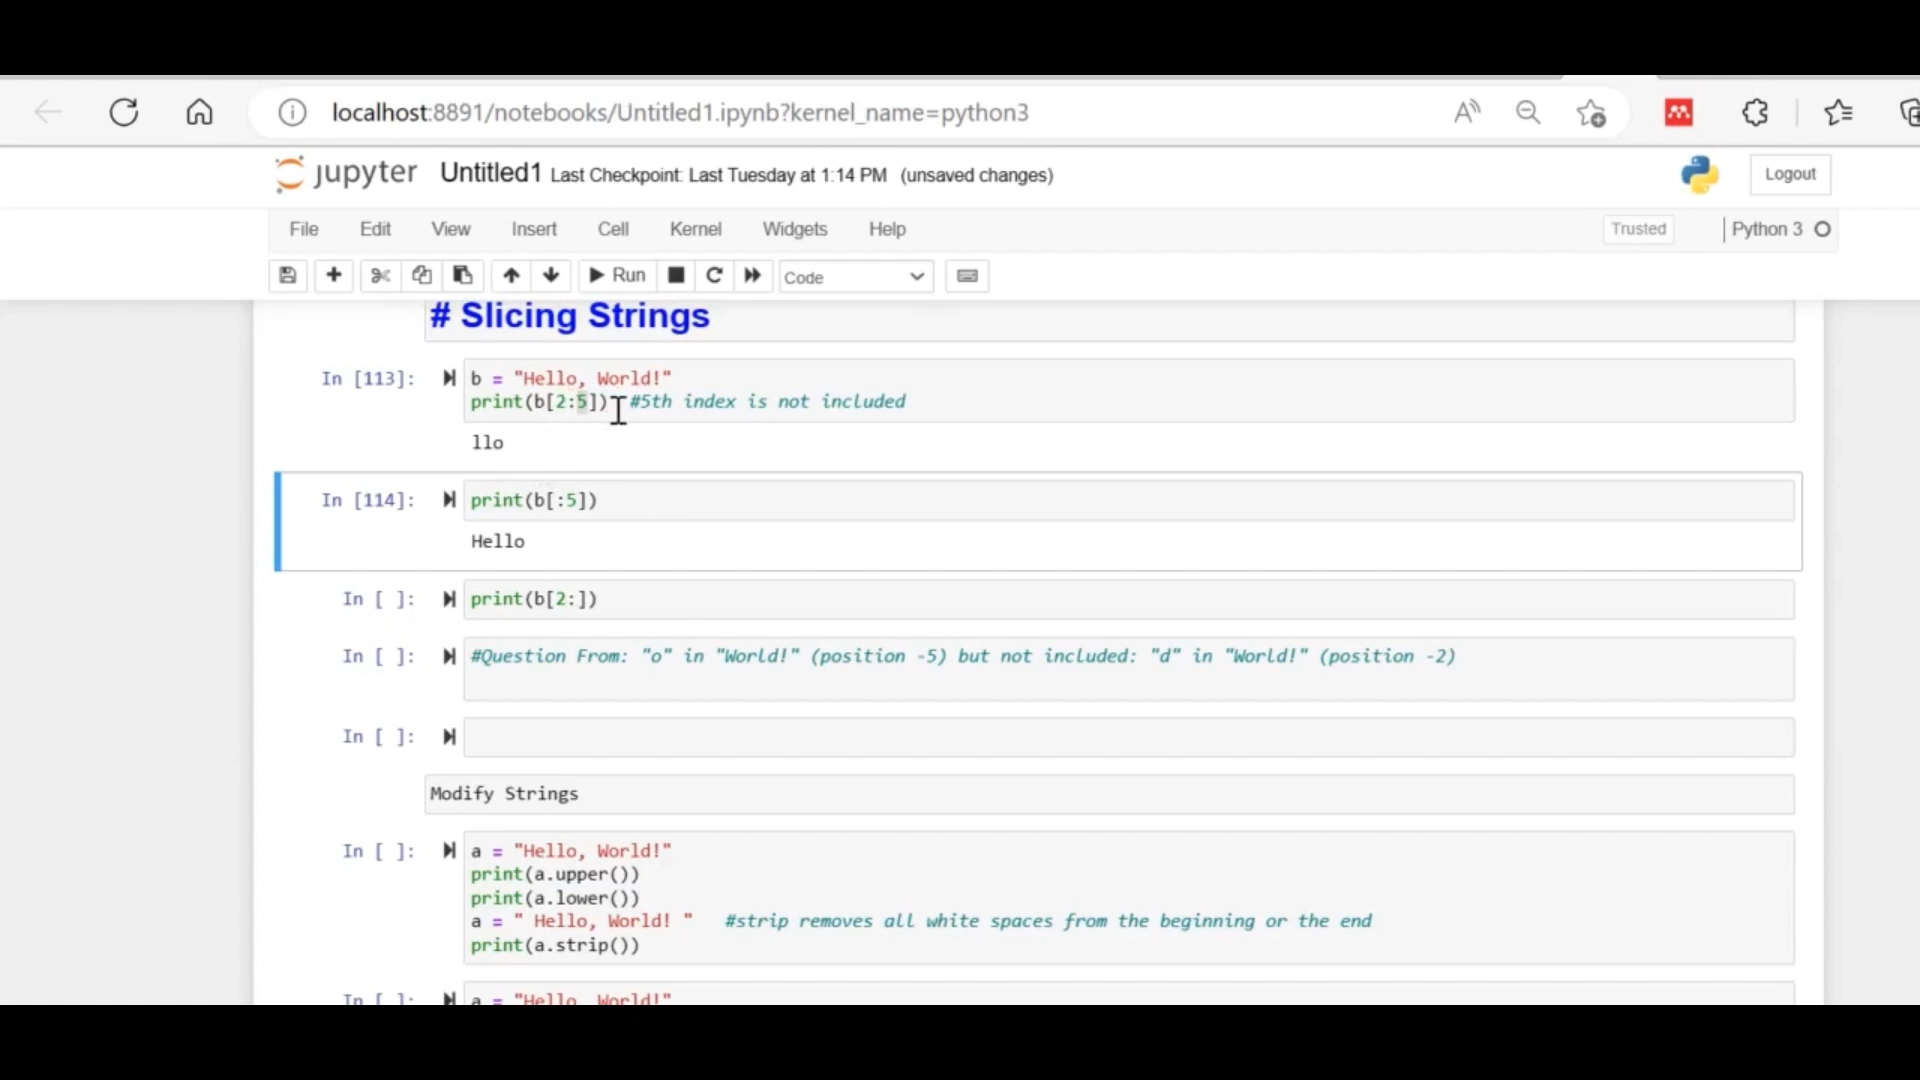 localhost:8891/notebooks/Untitled1.ipynb?kernel_name=python3
jupyter Untitled1 Last Checkpoint: Last Tuesday at 1:14 PM (unsaved changes) Logout
File Edit View Insert Cell Kernel Widgets Help Trusted Python 3
Run Code
# Slicing Strings
In [113]: b = "Hello, World!"
print(b[2:5]) #5th index is not included
llo
In [114]: print(b[:5])
Hello
In [ ]: print(b[2:])
In [ ]: #Question From: "o" in "World!" (position -5) but not included: "d" in "World!" (position -2)
In [ ]:
Modify Strings
In [ ]: a = "Hello, World!"
print(a.upper())
print(a.lower())
a = " Hello, World! " #strip removes all white spaces from the beginning or the end
print(a.strip())
In [ ]: a = "Hello, World!"